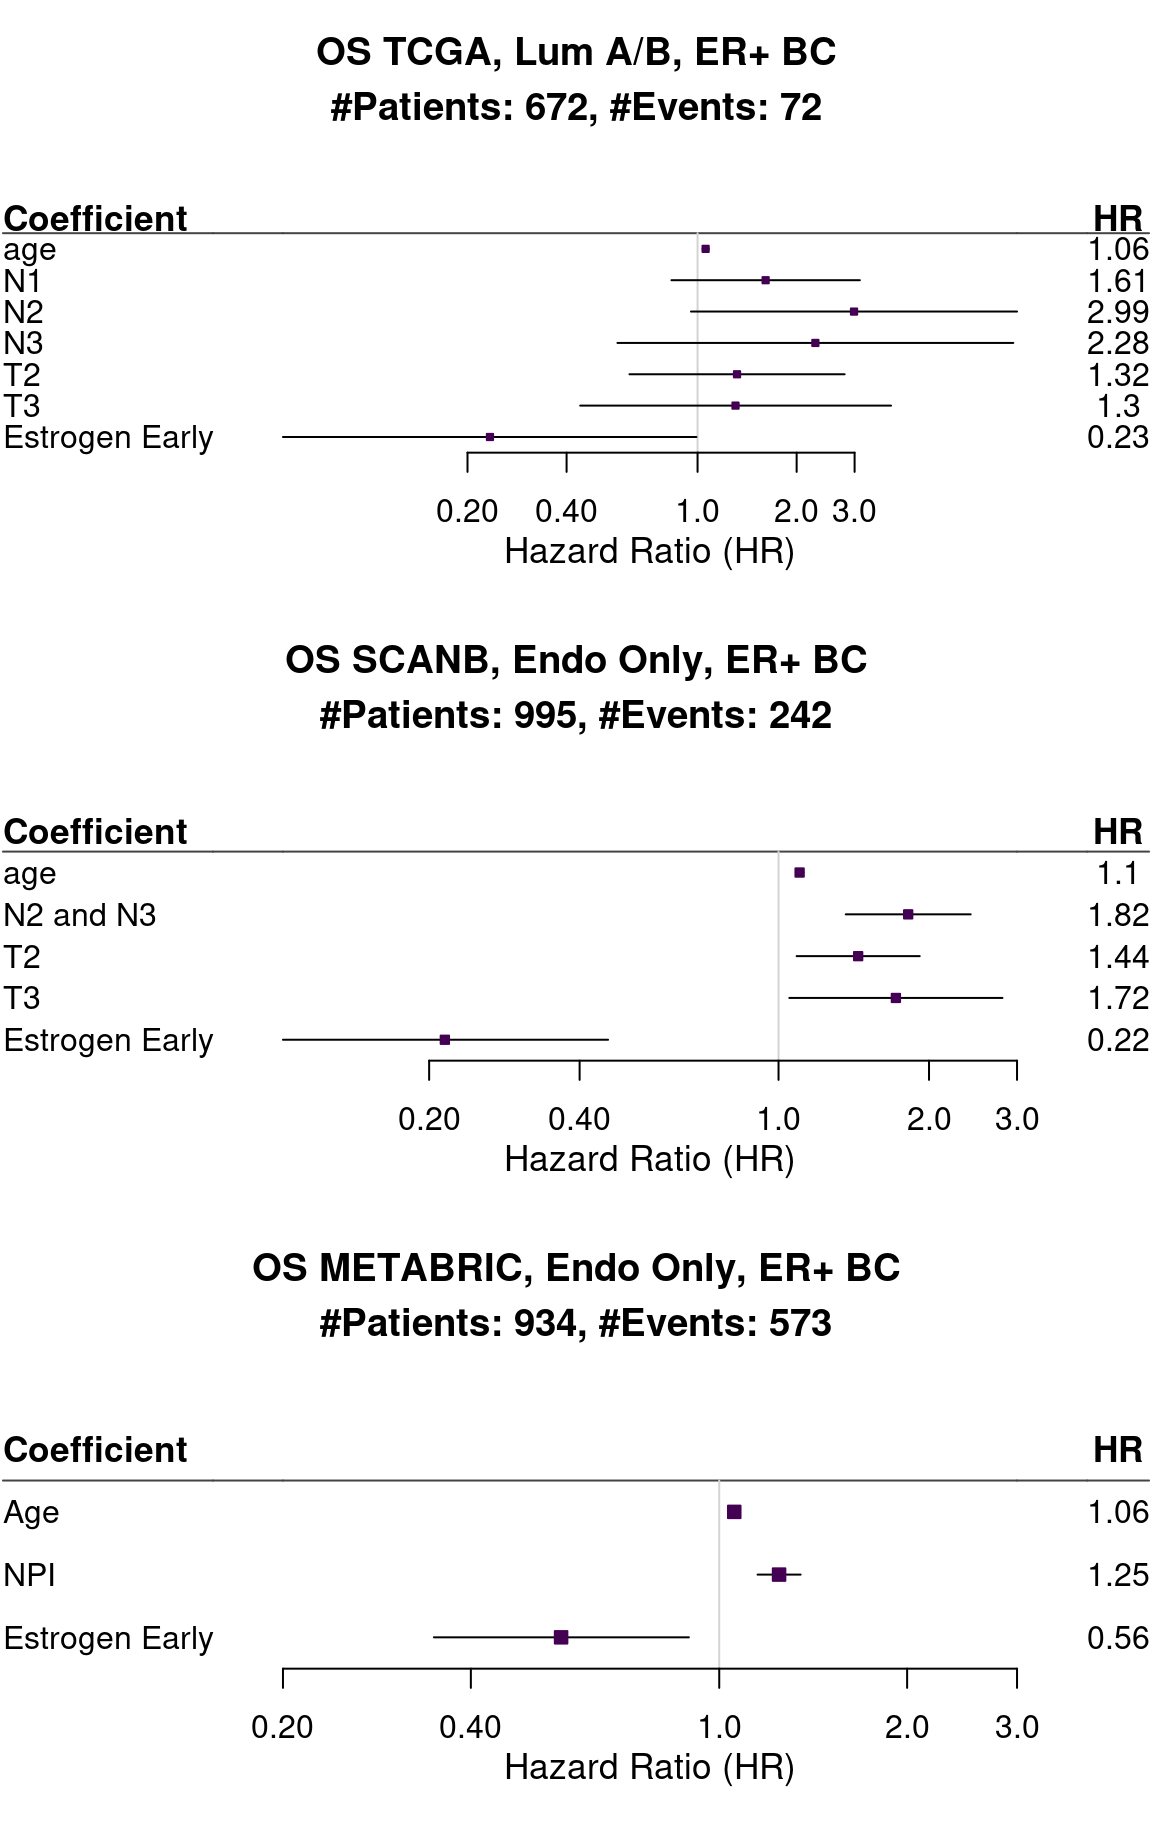 OS TCGA, Lum A/B, ER+ BC
#Patients: 672, #Events: 72
Coefficient HR
age 1.06
N1 1.61
N2 2.99
N3 2.28
T2 1.32
T3 1.3
Estrogen Early 0.23
0.20 0.40 1.0 2.0 3.0
Hazard Ratio (HR)
OS SCANB, Endo Only, ER+ BC
#Patients: 995, #Events: 242
Coefficient HR
age 1.1
N2 and N3 1.82
T2 1.44
T3 1.72
Estrogen Early 0.22
0.20 0.40 1.0 2.0 3.0
Hazard Ratio (HR)
OS METABRIC, Endo Only, ER+ BC
#Patients: 934, #Events: 573
Coefficient HR
Age 1.06
NPI 1.25
Estrogen Early 0.56
0.20 0.40 1.0 2.0 3.0
Hazard Ratio (HR)